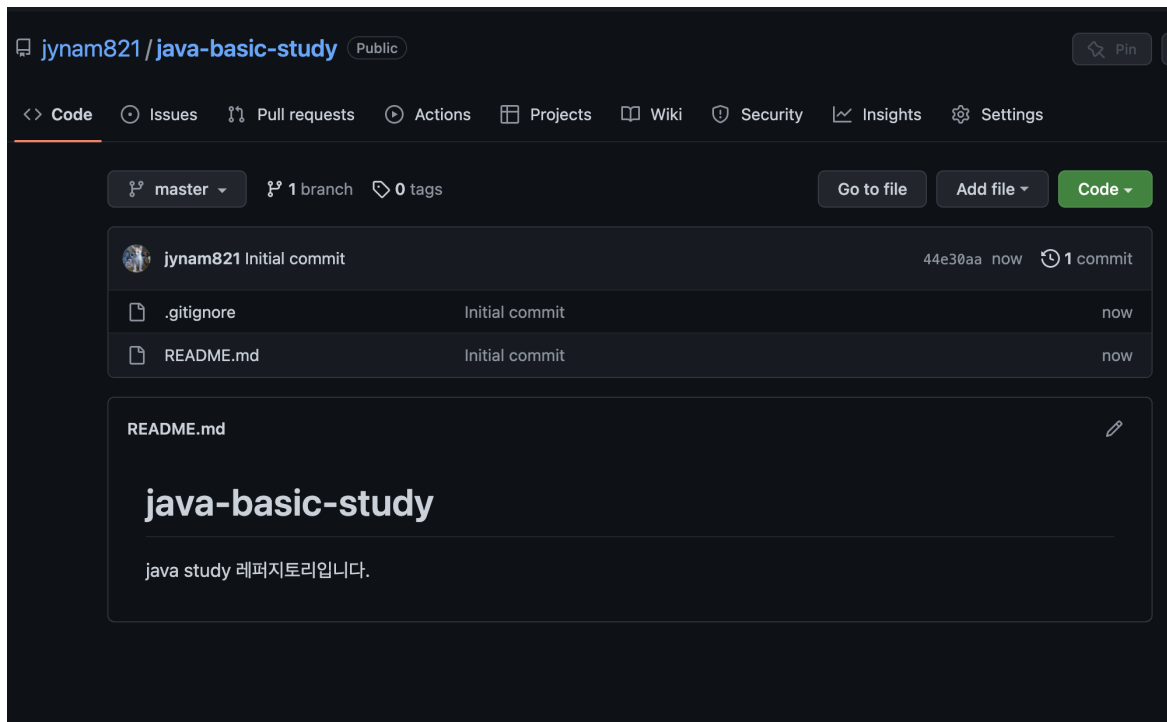 jynam821/java-basic-study Public Pin
Code Issues Pull requests Actions Projects Wiki Security Insights Settings
master 1 branch 0 tags Go to file Add file Code
jynam821 Initial commit 44e30aa now 1 commit
.gitignore Initial commit now
README.md Initial commit now
README.md
java-basic-study
java study 레퍼지토리입니다.